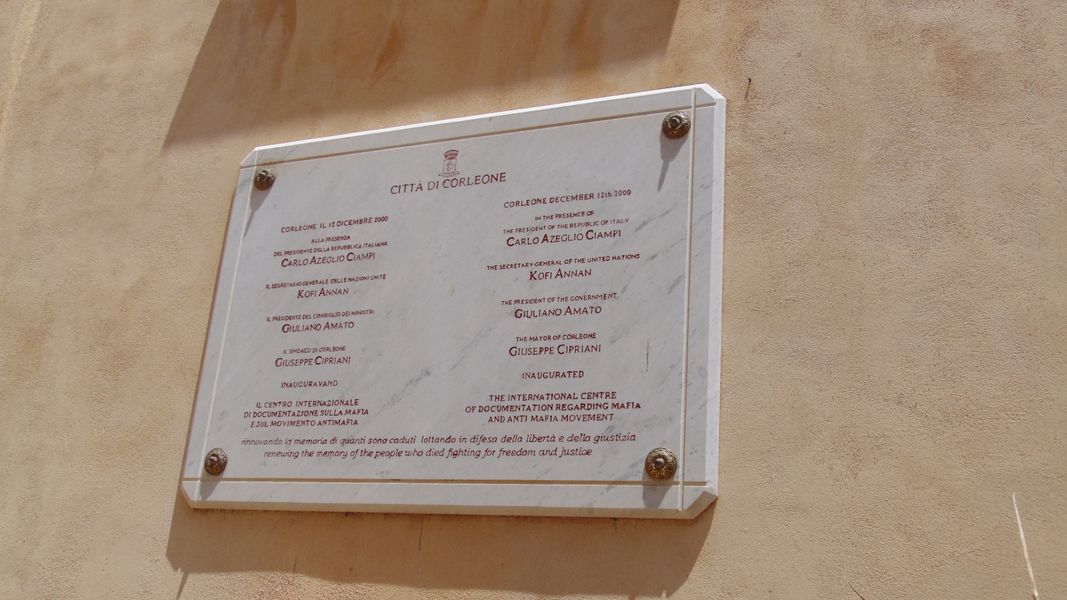 CITTÀ DI CORLEONE
CORLEONE IL 12 DICEMBRE 2000
ALLA PRESENZA
DEL PRESIDENTE DELLA REPUBBLICA ITALIANA
CARLO AZEGLIO CIAMPI
IL SEGRETARIO GENERALE DELLE NAZIONI UNITE
KOFI ANNAN
IL PRESIDENTE DEL CONSIGLIO DEI MINISTRI
GIULIANO AMATO
IL SINDACO DI CORLEONE
GIUSEPPE CIPRIANI
INAUGURAVANO
IL CENTRO INTERNAZIONALE
DI DOCUMENTAZIONE SULLA MAFIA
E SUL MOVIMENTO ANTIMAFIA
CORLEONE DECEMBER 12th 2000
IN THE PRESENCE OF
THE PRESIDENT OF THE REPUBLIC OF ITALY
CARLO AZEGLIO CIAMPI
THE SECRETARY-GENERAL OF THE UNITED NATIONS
KOFI ANNAN
THE PRESIDENT OF THE GOVERNMENT
GIULIANO AMATO
THE MAYOR OF CORLEONE
GIUSEPPE CIPRIANI
INAUGURATED
THE INTERNATIONAL CENTRE
OF DOCUMENTATION REGARDING MAFIA
AND ANTI MAFIA MOVEMENT
rinnovando la memoria di quanti sono caduti lottando in difesa della libertà e della giustizia
renewing the memory of the people who died fighting for freedom and justice